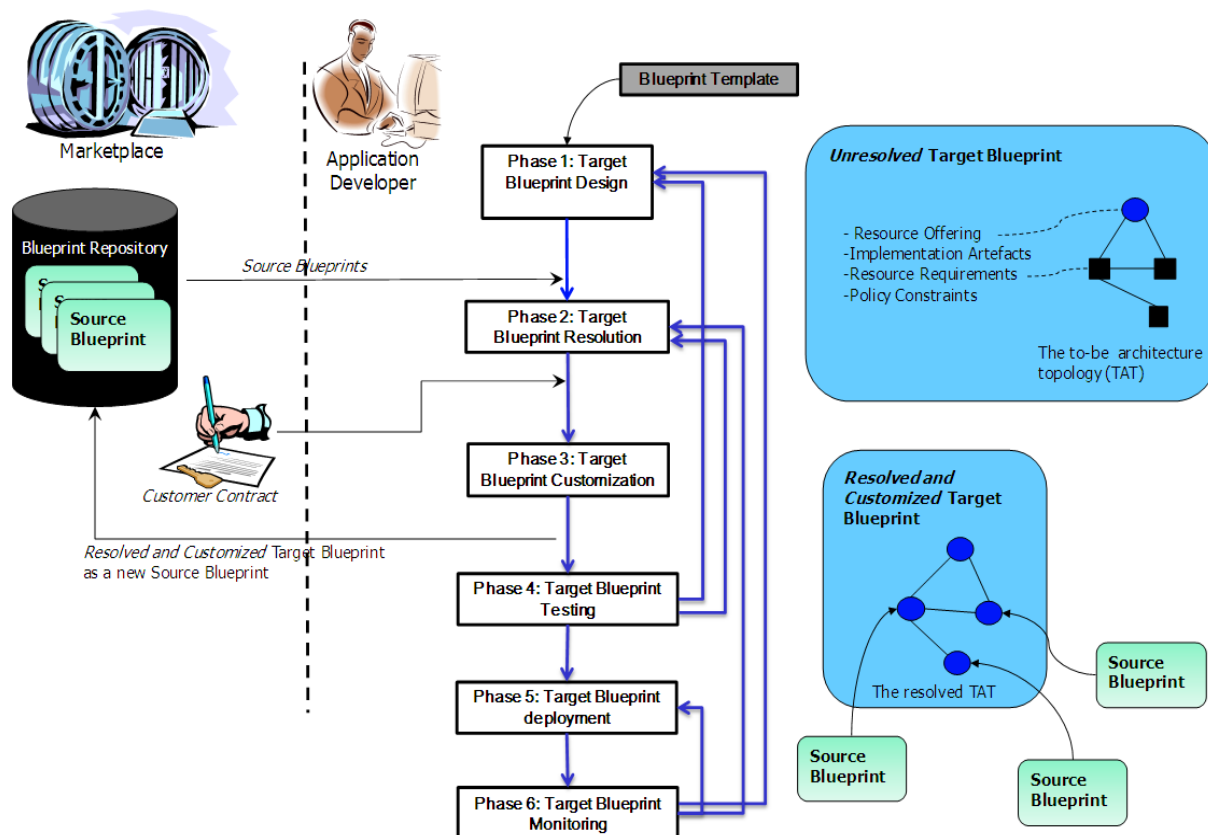 Marketplace
Application
Developer
Blueprint Template
Phase 1: Target
Blueprint Design
Unresolved Target Blueprint
- Resource Offering
-Implementation Artefacts
-Resource Requirements
-Policy Constraints
The to-be architecture
topology (TAT)
Blueprint Repository
Source
Blueprint
Source Blueprints
Phase 2: Target
Blueprint Resolution
Customer Contract
Phase 3: Target
Blueprint Customization
Resolved and Customized Target Blueprint
as a new Source Blueprint
Phase 4: Target Blueprint
Testing
Phase 5: Target Blueprint
deployment
Phase 6: Target Blueprint
Monitoring
Resolved and
Customized Target
Blueprint
The resolved TAT
Source
Blueprint
Source
Blueprint
Source
Blueprint